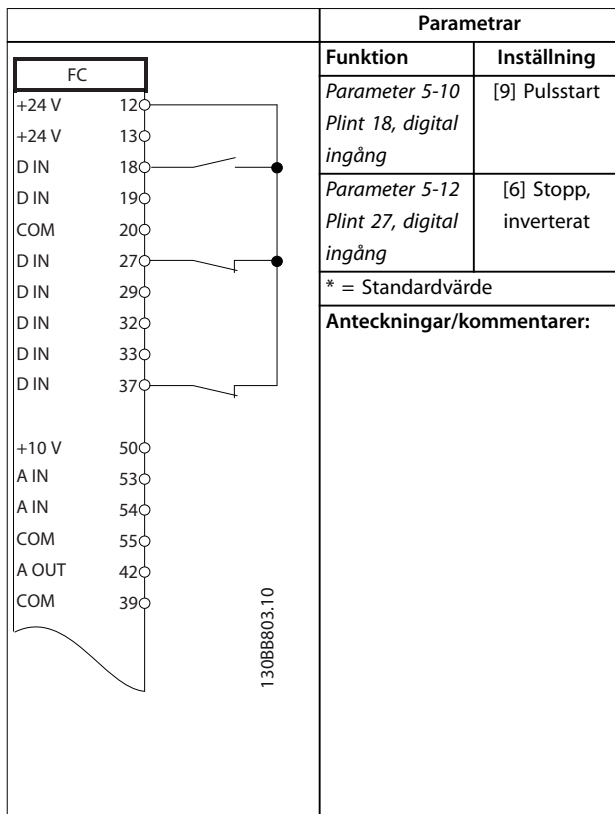 FC
+24 V 12
+24 V 13
D IN 18
D IN 19
COM 20
D IN 27
D IN 29
D IN 32
D IN 33
D IN 37
+10 V 50
A IN 53
A IN 54
COM 55
A OUT 42
COM 39
130BB803.10
Parametrar
Funktion Inställning
Parameter 5-10 [9] Pulsstart
Plint 18, digital
ingång
Parameter 5-12 [6] Stopp,
Plint 27, digital inverterat
ingång
* = Standardvärde
Anteckningar/kommentarer: